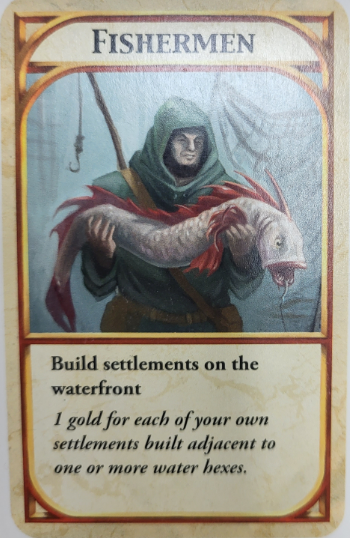 FISHERMEN
Build settlements on the
waterfront
1 gold for each of your own
settlements built adjacent to
one or more water hexes.